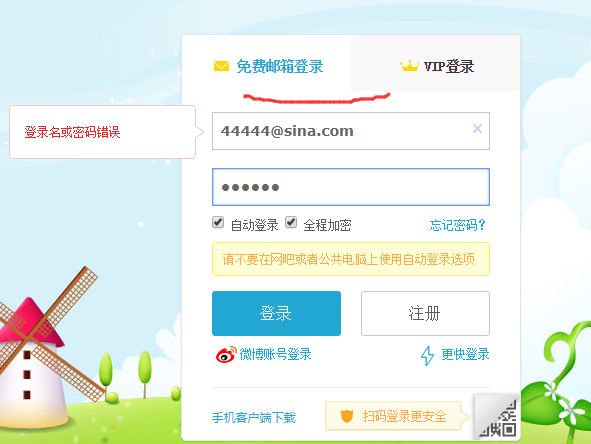 免费邮箱登录
VIP登录
登录名或密码错误
44444@sina.com
自动登录 全程加密 忘记密码?
请不要在网吧或者公共电脑上使用自动登录选项
登录 注册
微博账号登录 更快登录
手机客户端下载 扫码登录更安全